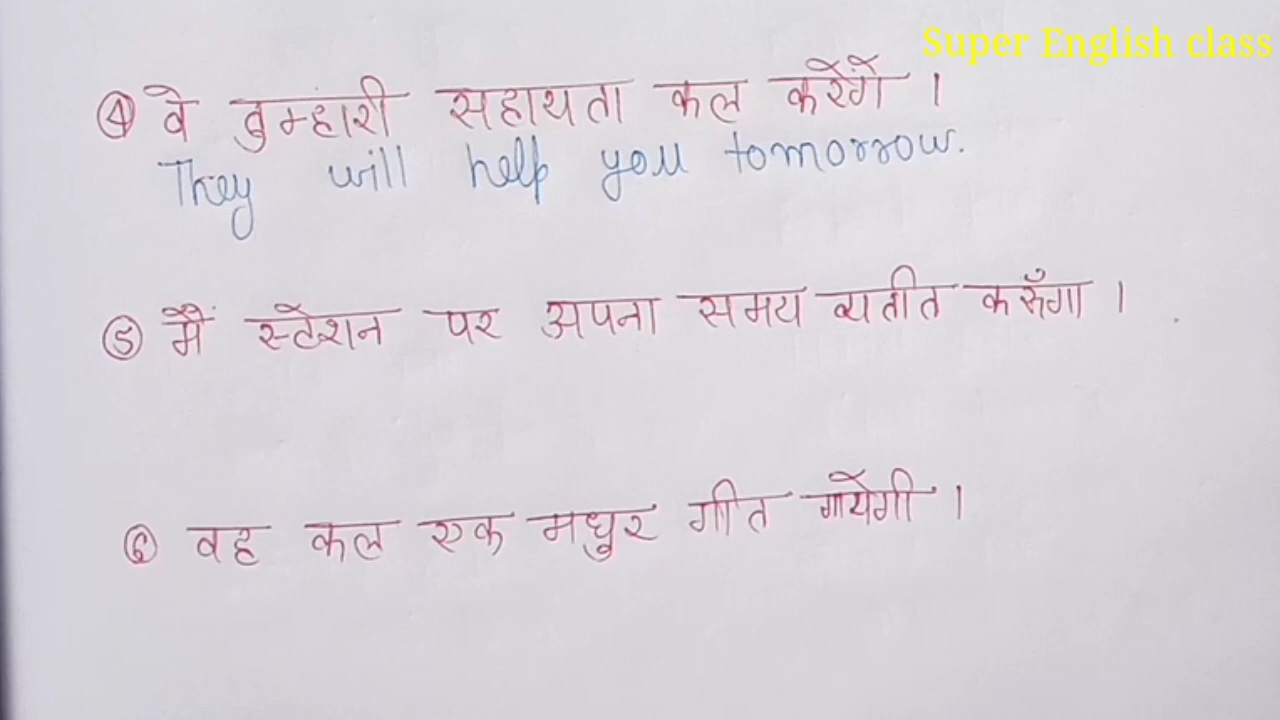 Super English class
④ वे तुम्हारी सहायता कल करेंगें ।
They will help you tomorrow.
⑤ मैं स्टेशन पर अपना समय व्यतीत करुँगा ।
⑥ वह कल एक मधुर गीत गायेगी ।